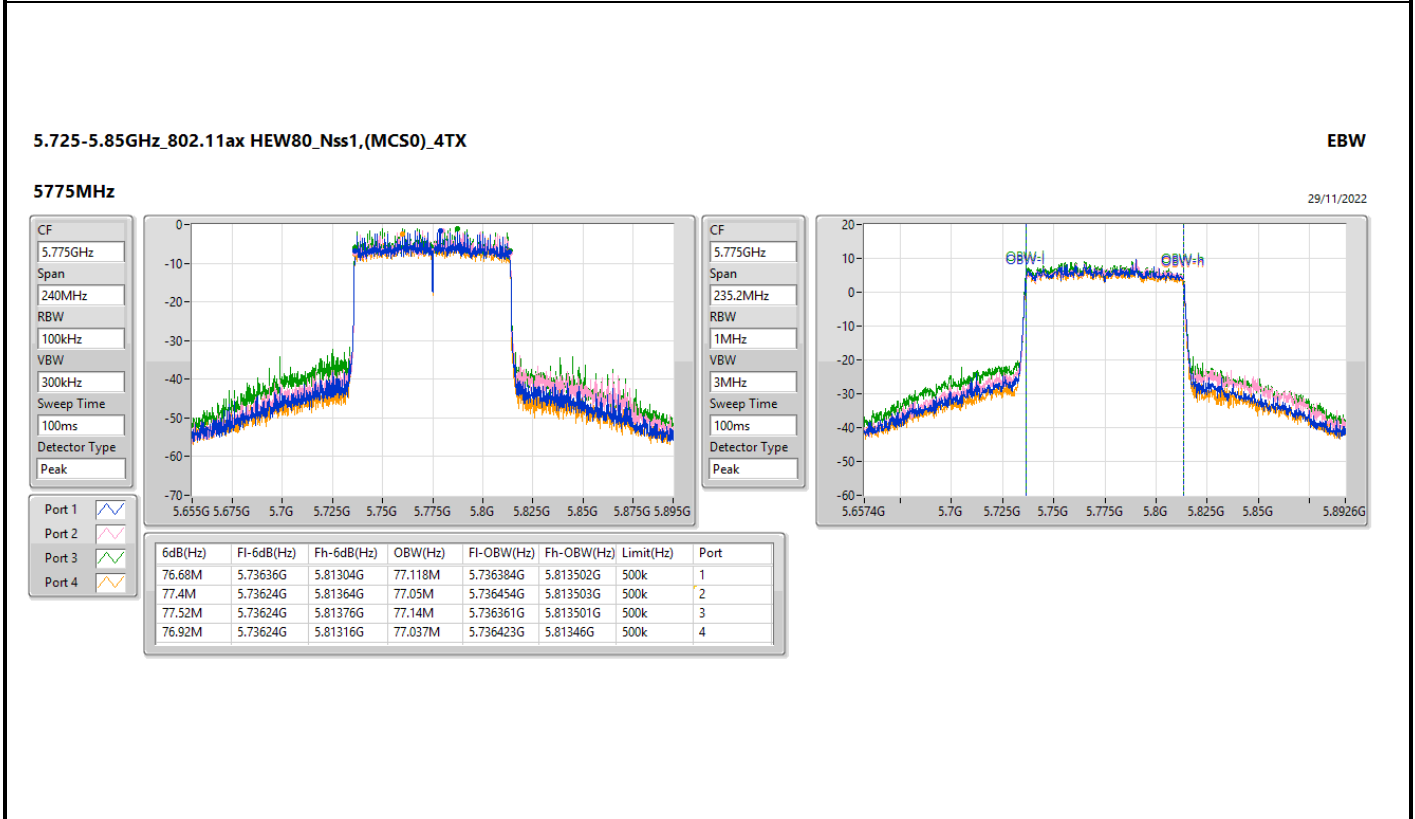 5.725-5.85GHz_802.11ax HEW80_Nss1,(MCS0)_4TX
EBW
5775MHz
29/11/2022
CF
5.775GHz
Span
240MHz
RBW
100kHz
VBW
300kHz
Sweep Time
100ms
Detector Type
Peak
0
-10
-20
-30
-40
-50
-60
-70
5.655G 5.675G 5.7G 5.725G 5.75G 5.775G 5.8G 5.825G 5.85G 5.875G 5.895G
CF
5.775GHz
Span
235.2MHz
RBW
1MHz
VBW
3MHz
Sweep Time
100ms
Detector Type
Peak
20
10
0
-10
-20
-30
-40
-50
-60
OBW-l OBW-h
5.6574G 5.7G 5.725G 5.75G 5.775G 5.8G 5.825G 5.85G 5.8926G
Port 1
Port 2
Port 3
Port 4
6dB(Hz) Fl-6dB(Hz) Fh-6dB(Hz) OBW(Hz) Fl-OBW(Hz) Fh-OBW(Hz) Limit(Hz) Port
76.68M 5.73636G 5.81304G 77.118M 5.736384G 5.813502G 500k 1
77.4M 5.73624G 5.81364G 77.05M 5.736454G 5.813503G 500k 2
77.52M 5.73624G 5.81376G 77.14M 5.736361G 5.813501G 500k 3
76.92M 5.73624G 5.81316G 77.037M 5.736423G 5.81346G 500k 4